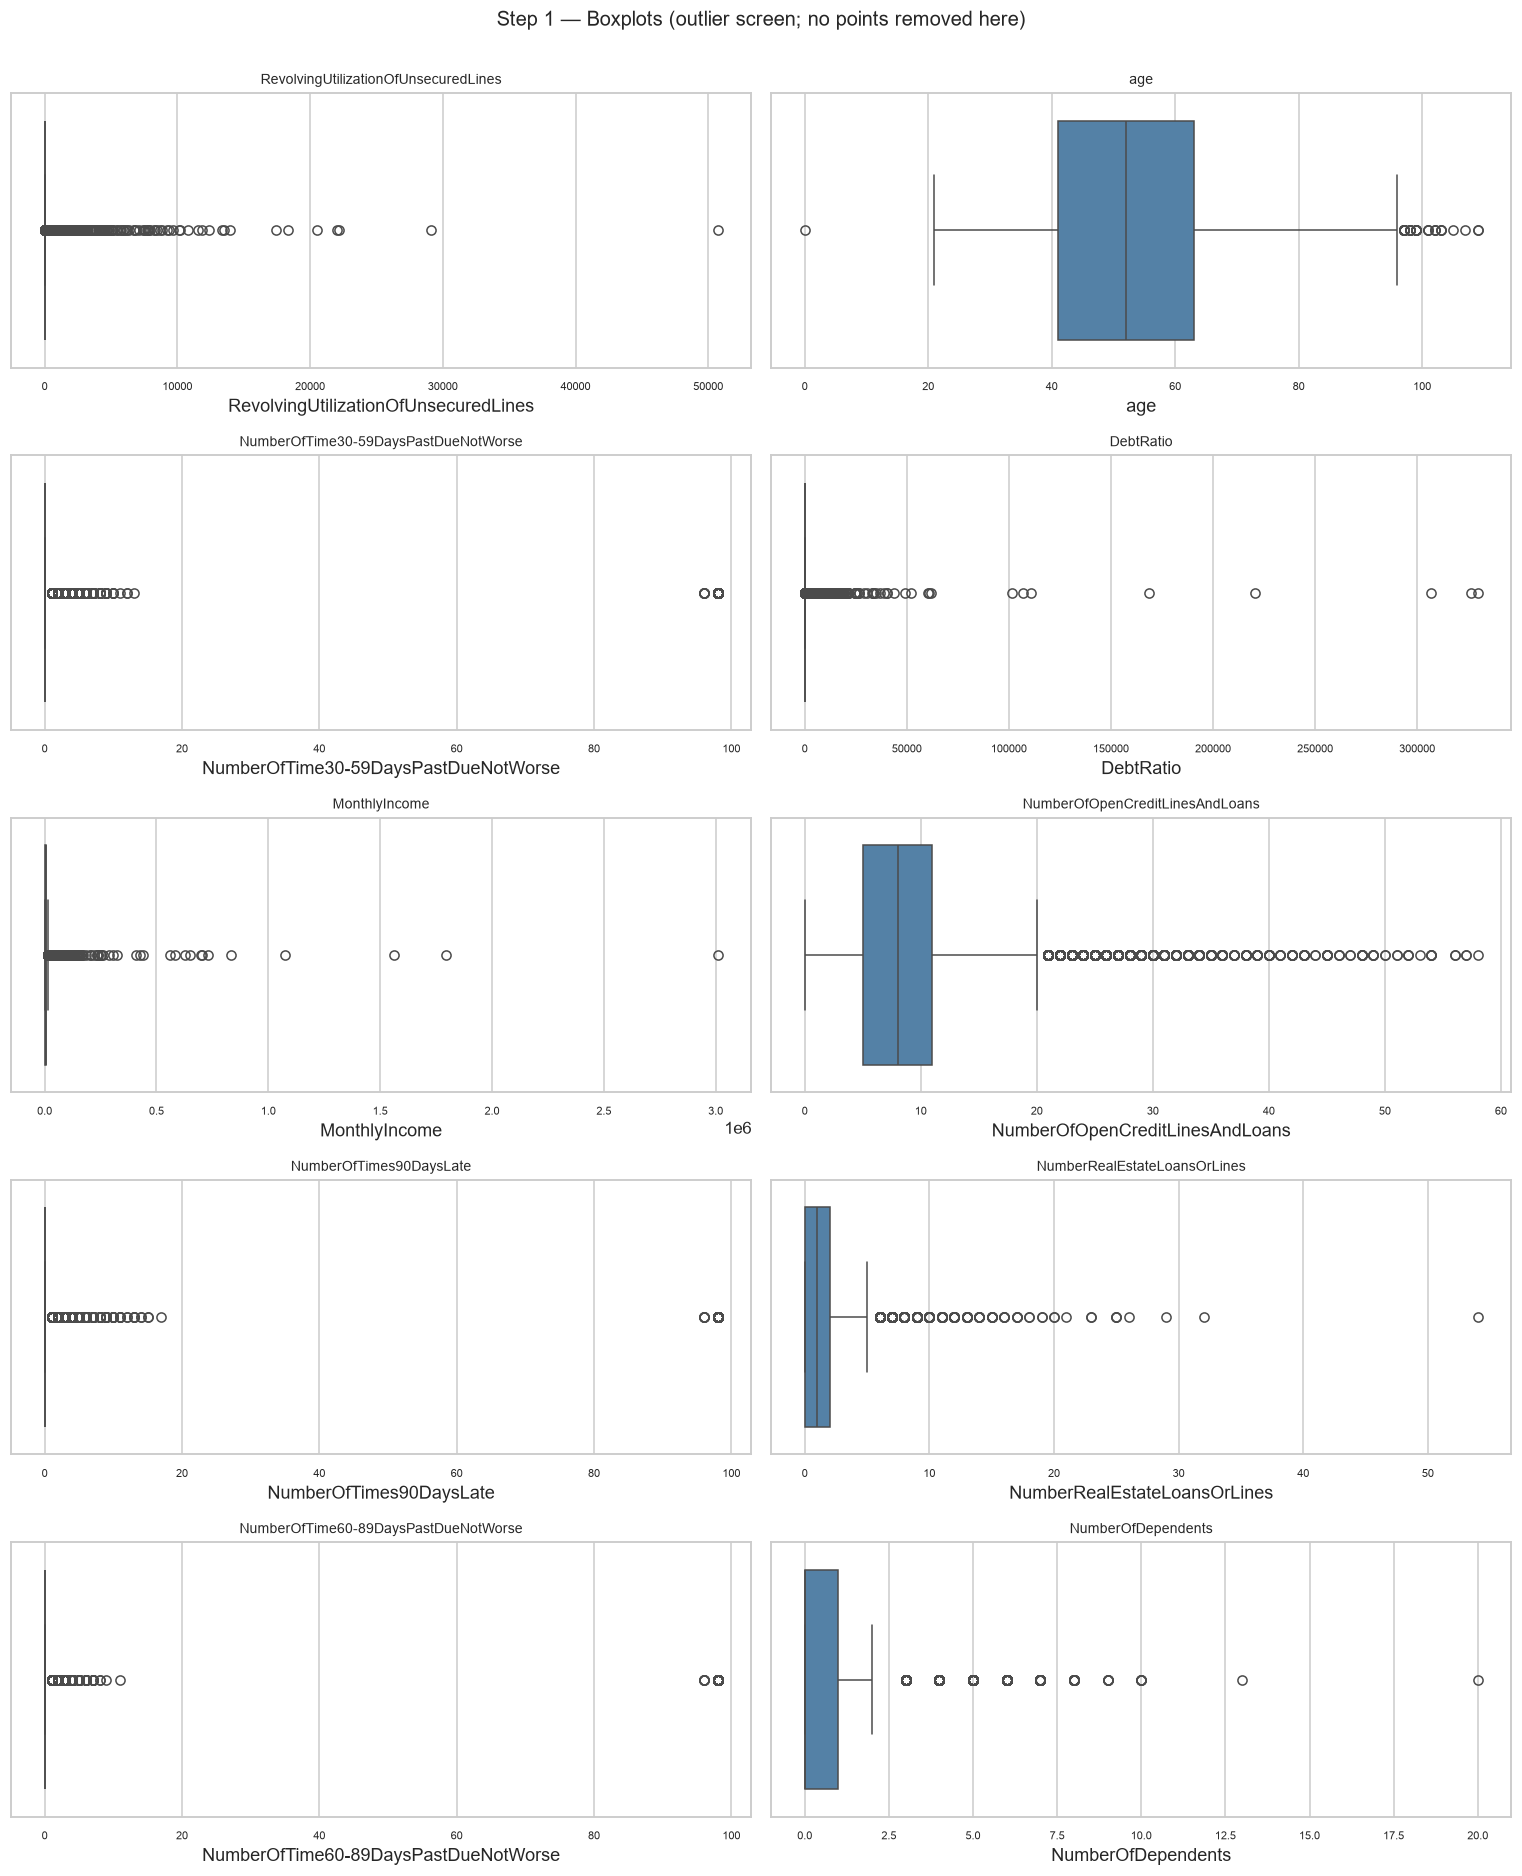 Step 1 — Boxplots (outlier screen; no points removed here)
RevolvingUtilizationOfUnsecuredLines
0 10000 20000 30000 40000 50000
RevolvingUtilizationOfUnsecuredLines
age
0 20 40 60 80 100
age
NumberOfTime30-59DaysPastDueNotWorse
0 20 40 60 80 100
NumberOfTime30-59DaysPastDueNotWorse
DebtRatio
0 50000 100000 150000 200000 250000 300000
DebtRatio
MonthlyIncome
0.0 0.5 1.0 1.5 2.0 2.5 3.0
MonthlyIncome
1e6
NumberOfOpenCreditLinesAndLoans
0 10 20 30 40 50 60
NumberOfOpenCreditLinesAndLoans
NumberOfTimes90DaysLate
0 20 40 60 80 100
NumberOfTimes90DaysLate
NumberRealEstateLoansOrLines
0 10 20 30 40 50
NumberRealEstateLoansOrLines
NumberOfTime60-89DaysPastDueNotWorse
0 20 40 60 80 100
NumberOfTime60-89DaysPastDueNotWorse
NumberOfDependents
0.0 2.5 5.0 7.5 10.0 12.5 15.0 17.5 20.0
NumberOfDependents